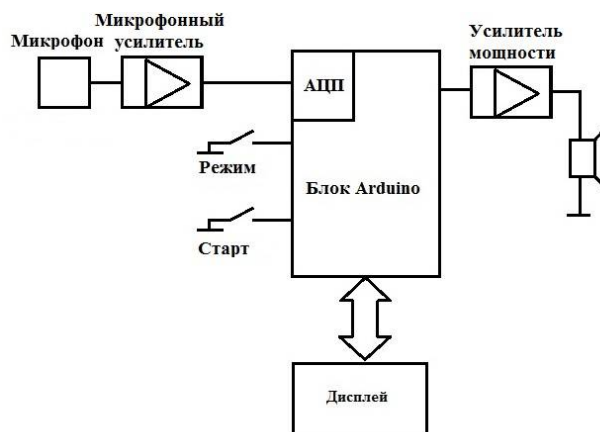 Микрофонный
усилитель
Микрофон
Усилитель
мощности
АЦП
Режим
Блок Arduino
Старт
Дисплей